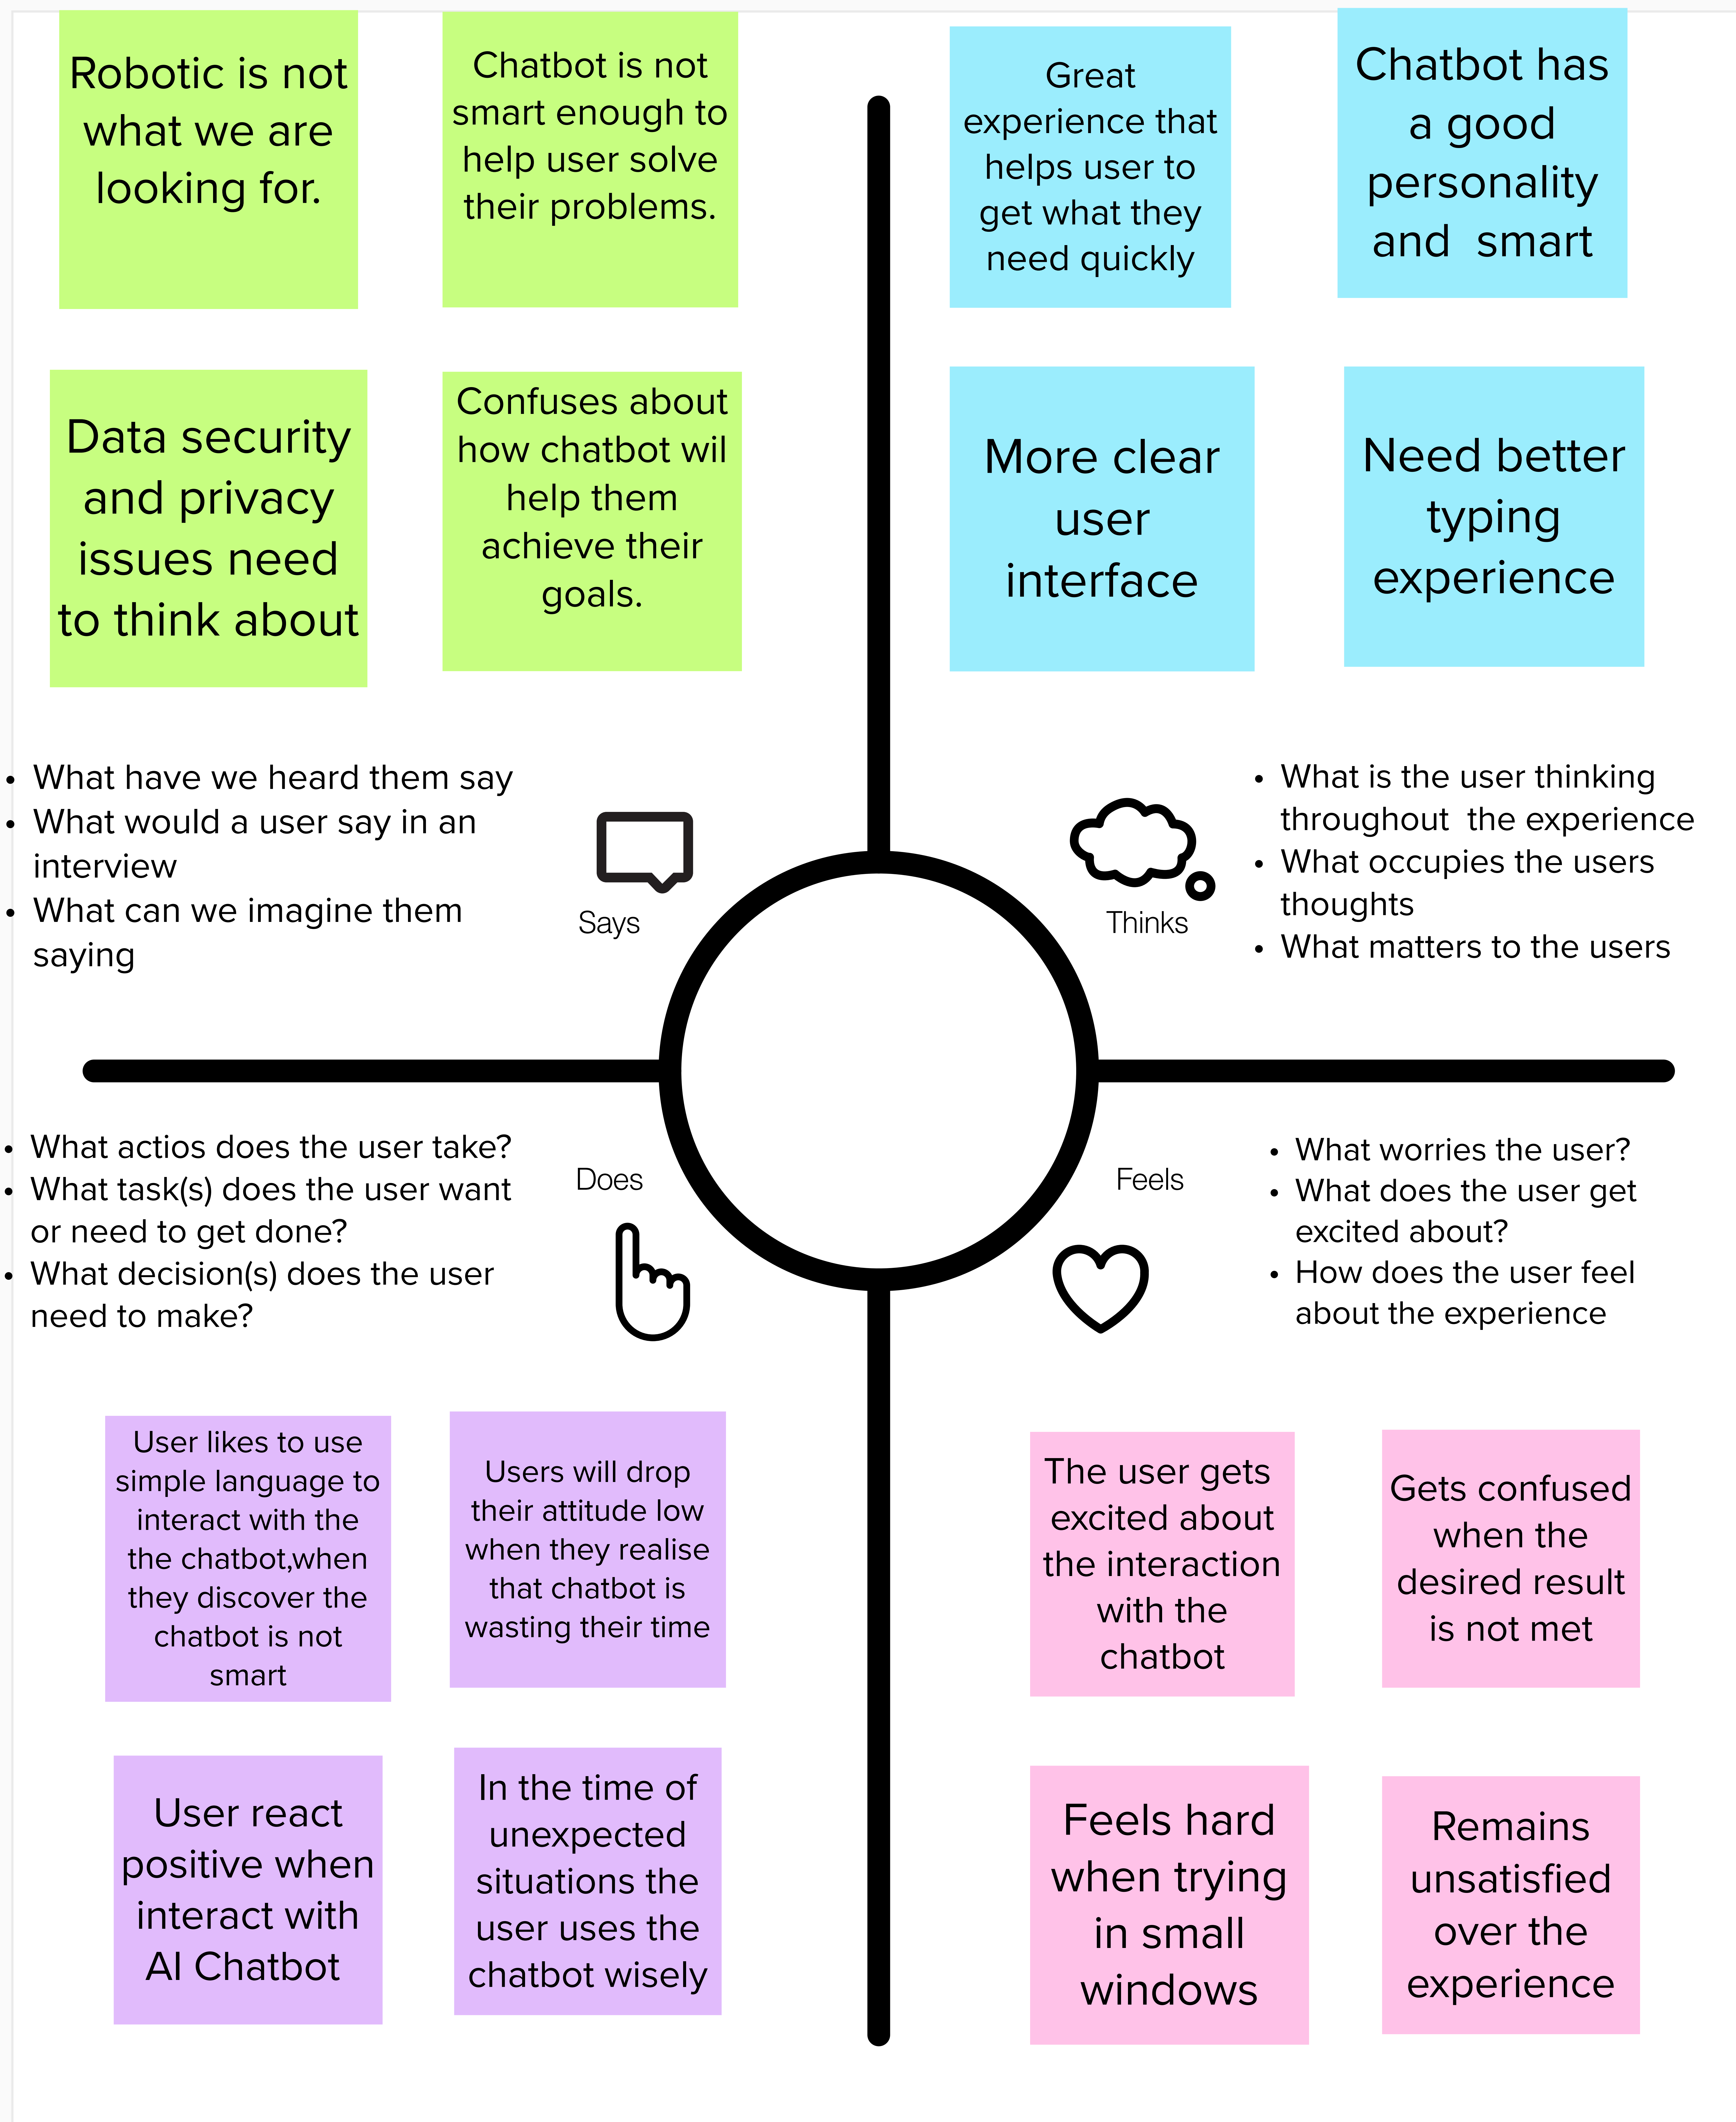 Robotic is not
what we are
looking for.
Chatbot is not
smart enough to
help user solve
their problems.
Great
experience that
helps user to
get what they
need quickly
Chatbot has
a good
personality
and  smart
Data security
and privacy
issues need
to think about
Confuses about
how chatbot wil
help them
achieve their
goals.
More clear
user
interface
Need better
typing
experience
• What have we heard them say
• What would a user say in an
interview
• What can we imagine them
saying
Says
Thinks
• What is the user thinking
throughout  the experience
• What occupies the users
thoughts
• What matters to the users
• What actios does the user take?
• What task(s) does the user want
or need to get done?
• What decision(s) does the user
need to make?
Does
Feels
• What worries the user?
• What does the user get
excited about?
• How does the user feel
about the experience
User likes to use
simple language to
interact with the
the chatbot,when
they discover the
chatbot is not
smart
Users will drop
their attitude low
when they realise
that chatbot is
wasting their time
The user gets
excited about
the interaction
with the
chatbot
Gets confused
when the
desired result
is not met
User react
positive when
interact with
AI Chatbot
In the time of
unexpected
situations the
user uses the
chatbot wisely
Feels hard
when trying
in small
windows
Remains
unsatisfied
over the
experience